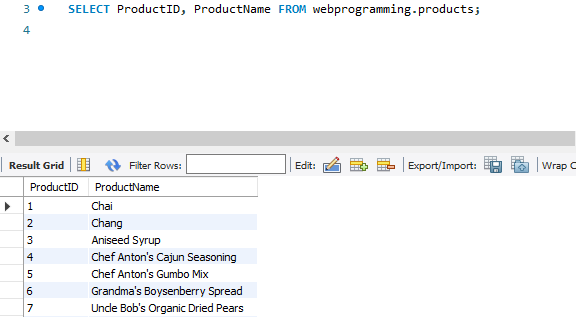 3 SELECT ProductID, ProductName FROM webprogramming.products;
4
Result Grid Filter Rows: Edit: Export/Import: Wrap C
ProductID ProductName
1 Chai
2 Chang
3 Aniseed Syrup
4 Chef Anton's Cajun Seasoning
5 Chef Anton's Gumbo Mix
6 Grandma's Boysenberry Spread
7 Uncle Bob's Organic Dried Pears